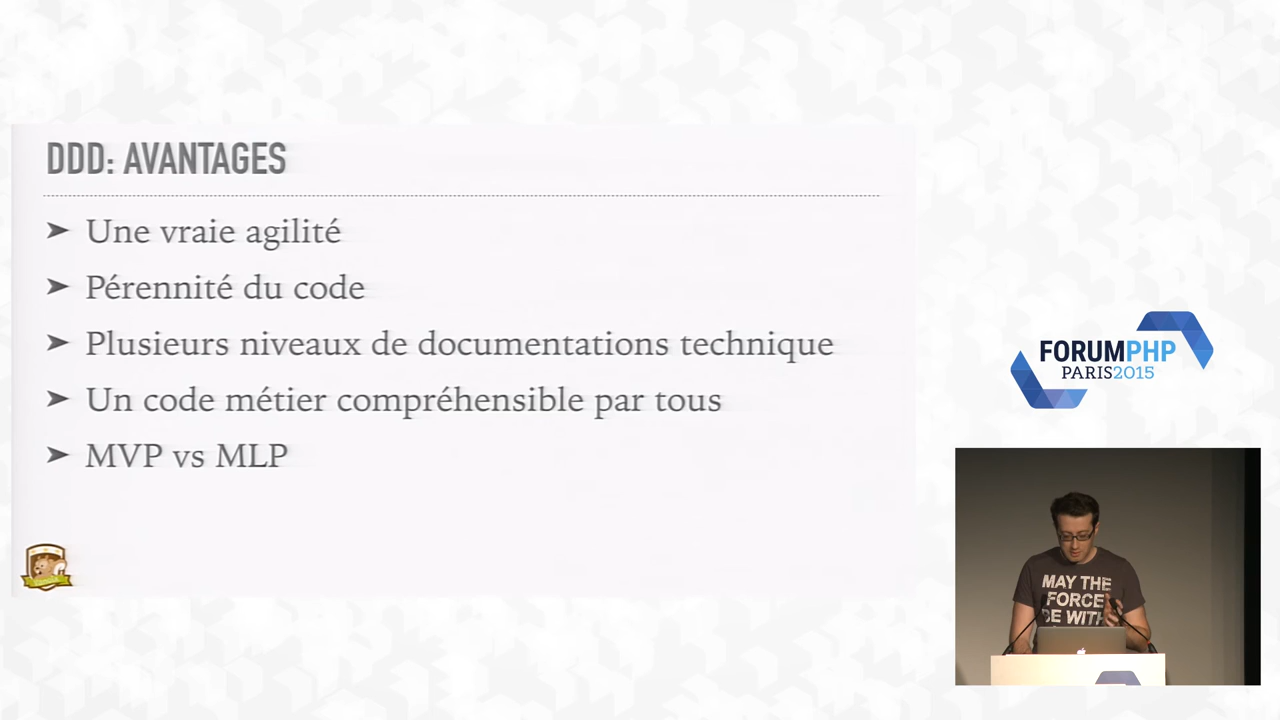 DDD: AVANTAGES
➤ Une vraie agilité
➤ Pérennité du code
➤ Plusieurs niveaux de documentations technique
➤ Un code métier compréhensible par tous
➤ MVP vs MLP
FORUMPHP
PARIS2015
MAY THE
FORCE
BE WITH